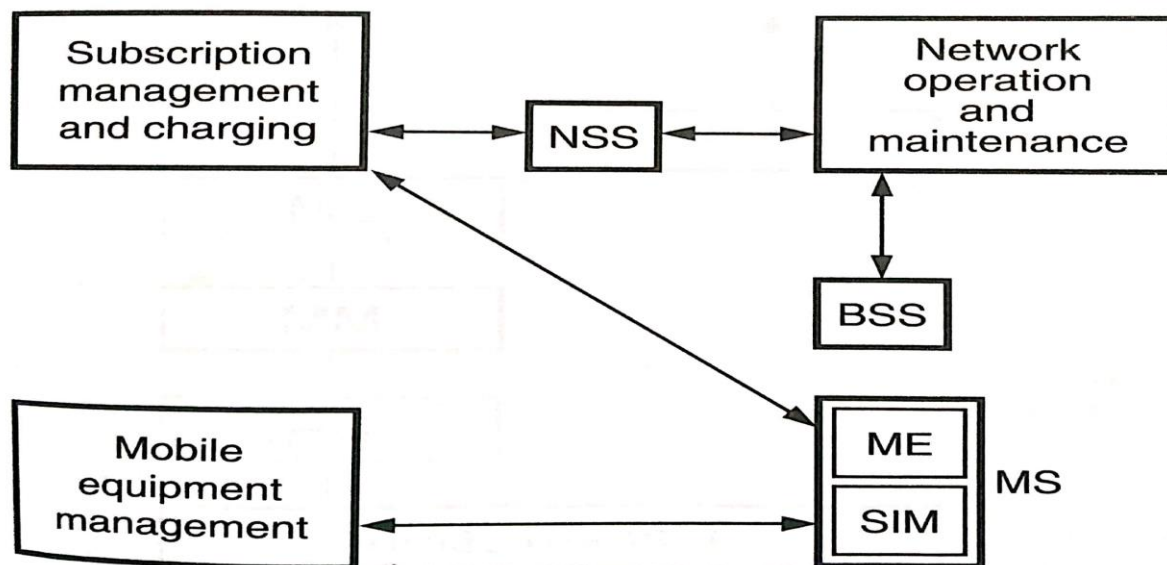 Subscription
management
and charging
NSS
Network
operation
and
maintenance
BSS
Mobile
equipment
management
ME
SIM
MS